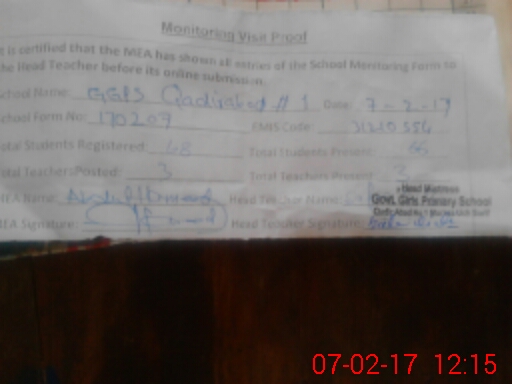 Monitoring Visit Proof
It is certified that the MEA has shown all entries of the School Monitoring Form to
the Head Teacher before its online submission.
School Name: GGPS Qadirabad # 1 Date: 7-2-17
School Form No: 170207 EMIS Code: 31210554
Total Students Registered: 68 Total Students Present: 66
Total Teachers Posted: 3 Total Teachers Present: 3
MEA Name: Head Teacher Name:
Head Mistress
Govt. Girls Primary School
MEA Signature: Head Teacher Signature:
07-02-17 12:15